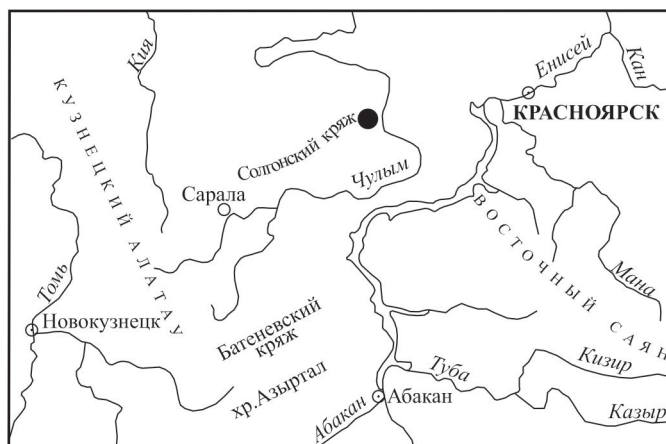 Кия
Енисей
Кан
КРАСНОЯРСК
КУЗНЕЦКИЙ АЛАТАУ
Солгонский кряж
Чулым
Сарала
ВОСТОЧНЫЙ САЯН
Мана
Томь
Новокузнецк
Батеневский
кряж
хр.Азыртал
Туба
Кизир
Абакан
Абакан
Казыр